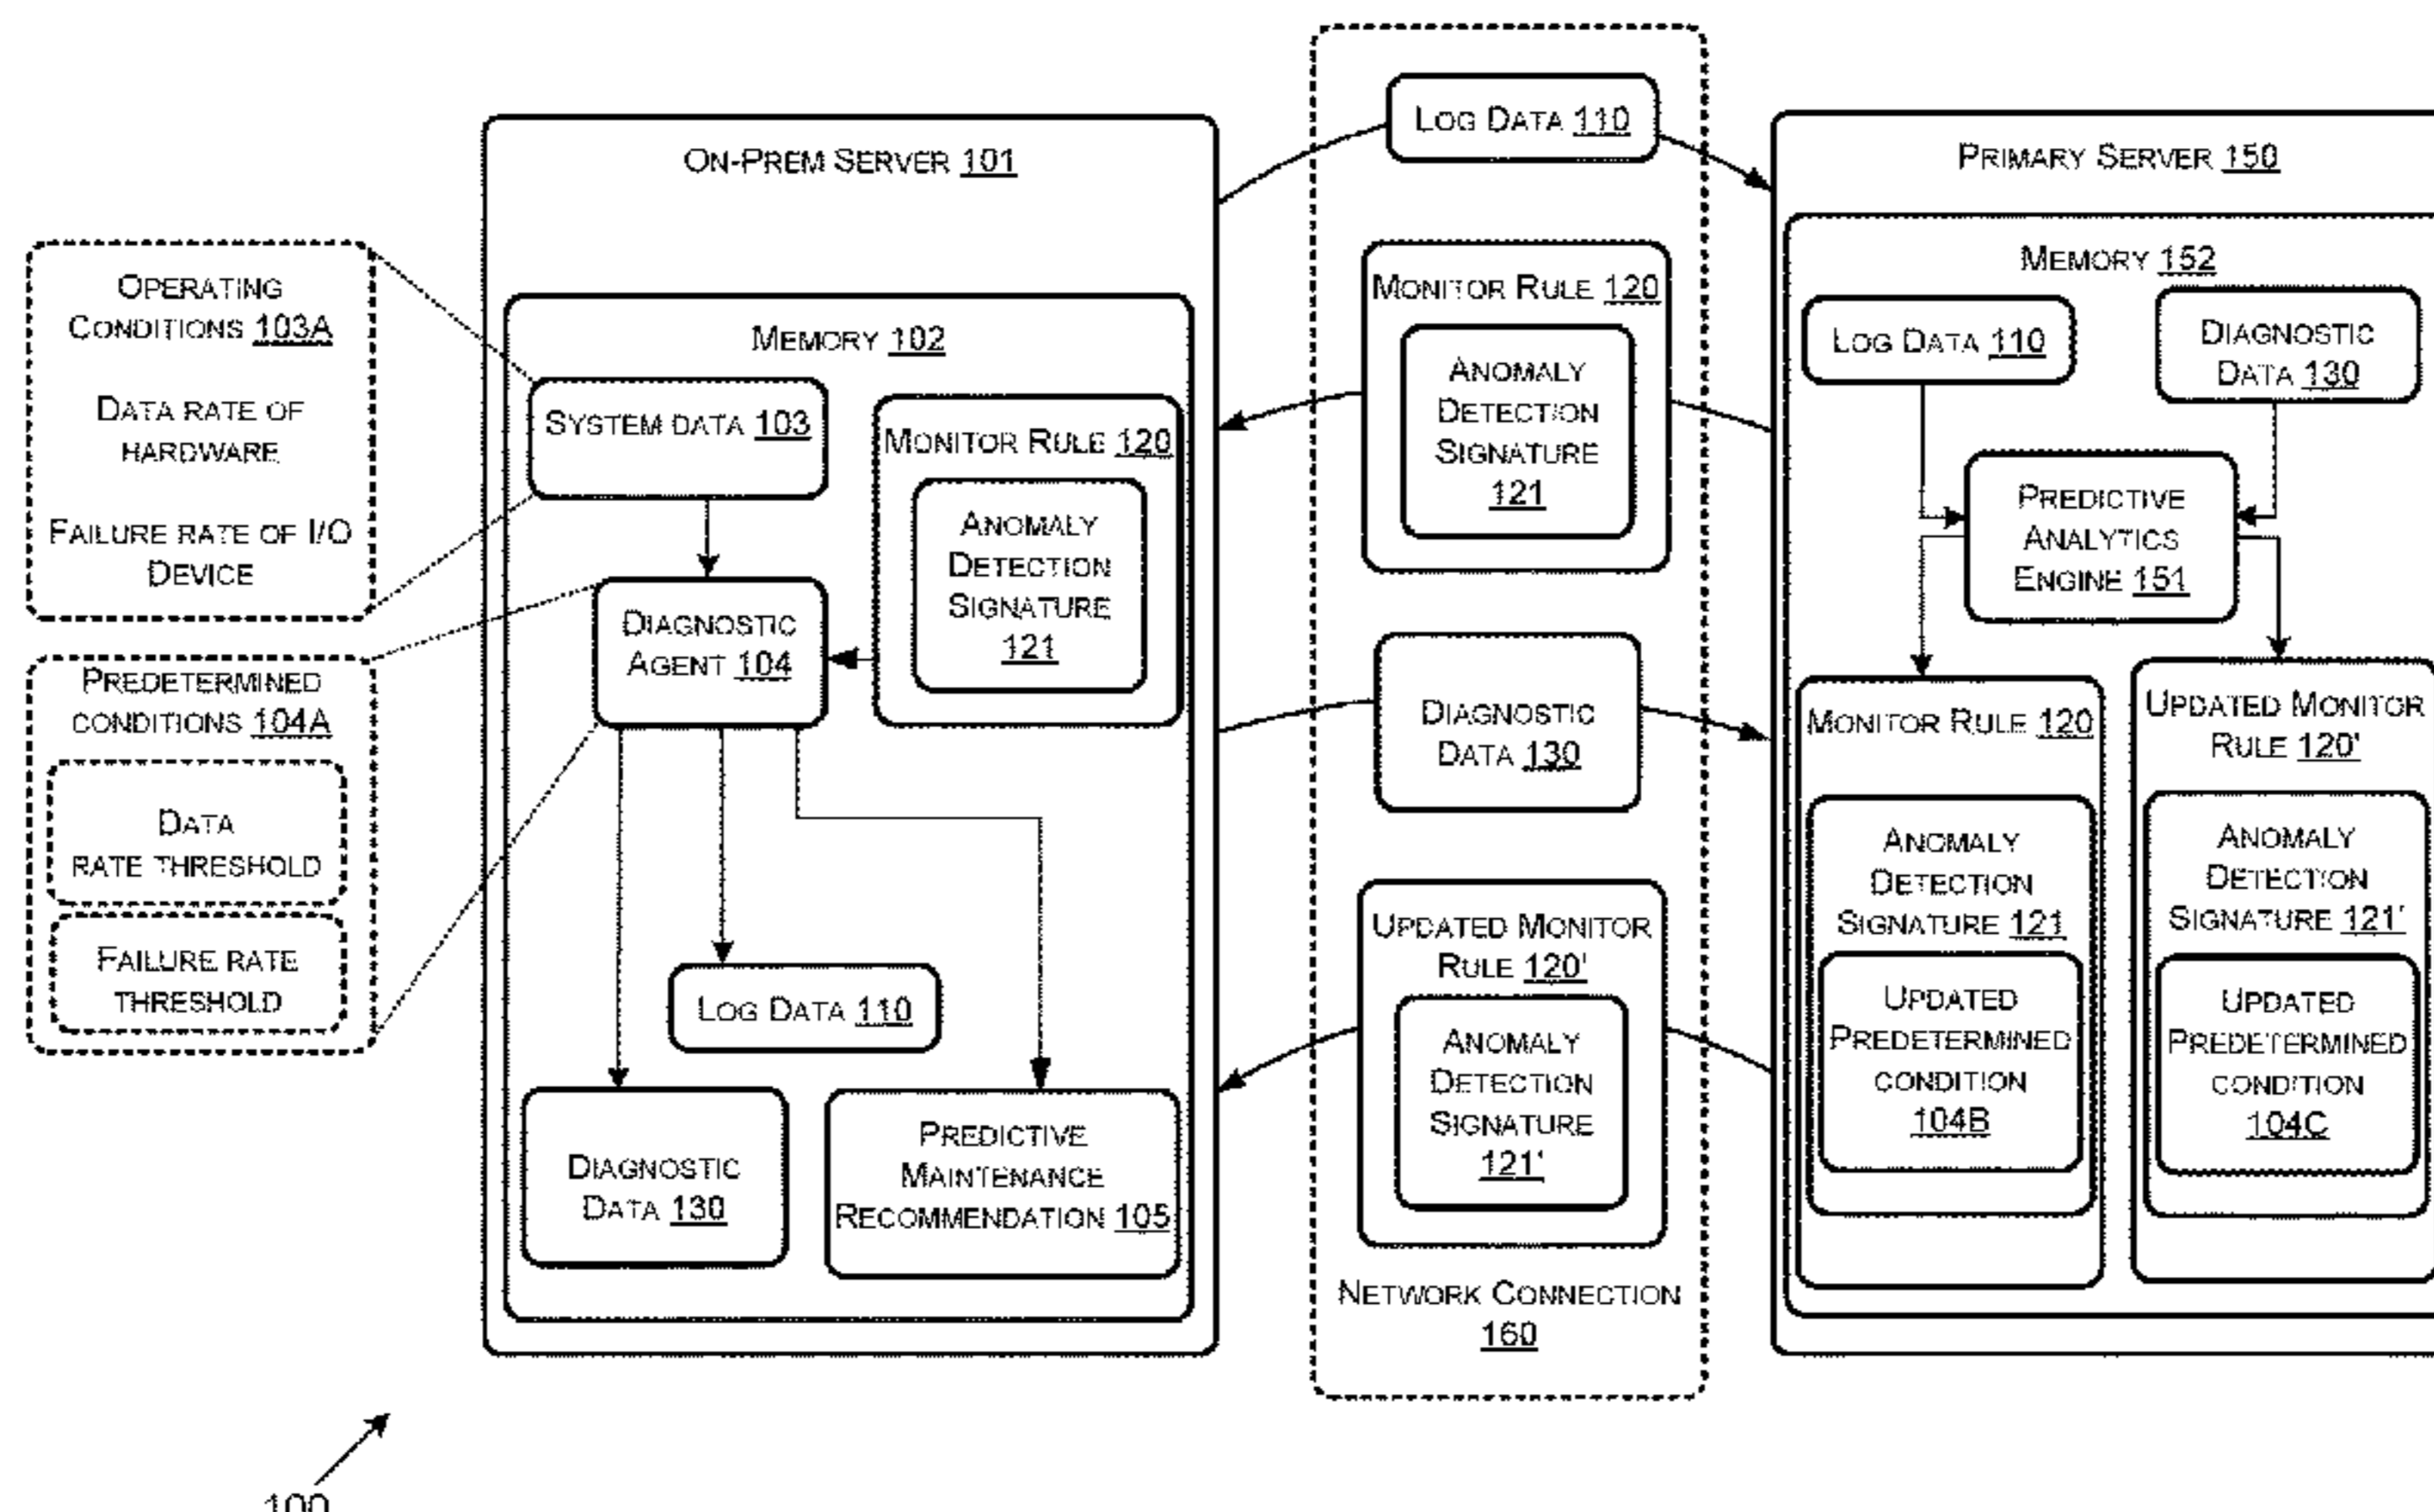 OPERATING
CONDITIONS 103A
DATA RATE OF
HARDWARE
FAILURE RATE OF I/O
DEVICE
PREDETERMINED
CONDITIONS 104A
DATA
RATE THRESHOLD
FAILURE RATE
THRESHOLD
ON-PREM SERVER 101
MEMORY 102
SYSTEM DATA 103
MONITOR RULE 120
ANOMALY
DETECTION
SIGNATURE
121
DIAGNOSTIC
AGENT 104
LOG DATA 110
DIAGNOSTIC
DATA 130
PREDICTIVE
MAINTENANCE
RECOMMENDATION 105
LOG DATA 110
MONITOR RULE 120
ANOMALY
DETECTION
SIGNATURE
121
DIAGNOSTIC
DATA 130
UPDATED MONITOR
RULE 120'
ANOMALY
DETECTION
SIGNATURE
121'
NETWORK CONNECTION
160
PRIMARY SERVER 150
MEMORY 152
LOG DATA 110
DIAGNOSTIC
DATA 130
PREDICTIVE
ANALYTICS
ENGINE 151
MONITOR RULE 120
ANOMALY
DETECTION
SIGNATURE 121
UPDATED
PREDETERMINED
CONDITION
104B
UPDATED MONITOR
RULE 120'
ANOMALY
DETECTION
SIGNATURE 121'
UPDATED
PREDETERMINED
CONDITION
104C
100